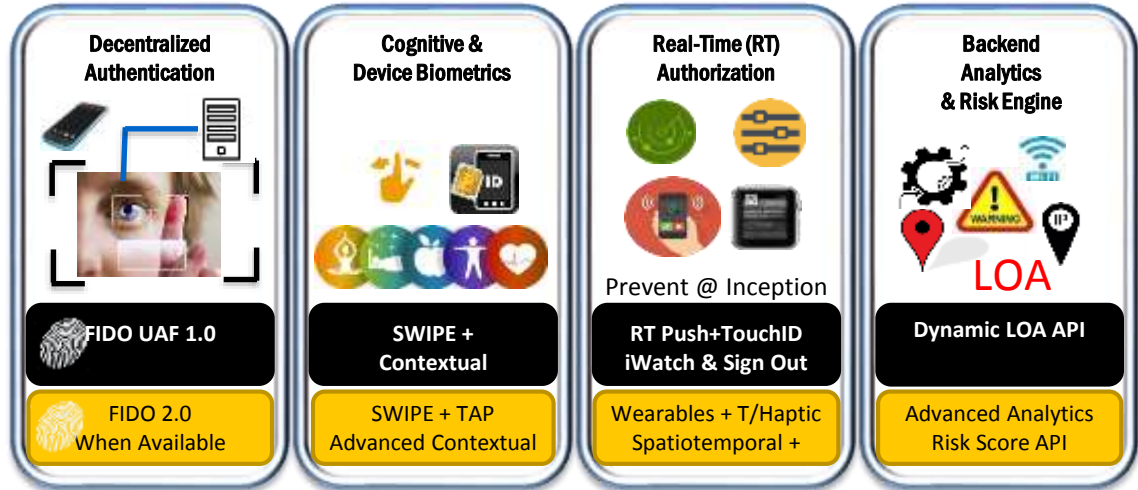 Decentralized
Authentication
FIDO UAF 1.0
FIDO 2.0
When Available
Cognitive &
Device Biometrics
ID
SWIPE +
Contextual
SWIPE + TAP
Advanced Contextual
Real-Time (RT)
Authorization
Prevent @ Inception
RT Push+TouchID
iWatch & Sign Out
Wearables + T/Haptic
Spatiotemporal +
Backend
Analytics
& Risk Engine
WARNING
IP
LOA
Dynamic LOA API
Advanced Analytics
Risk Score API